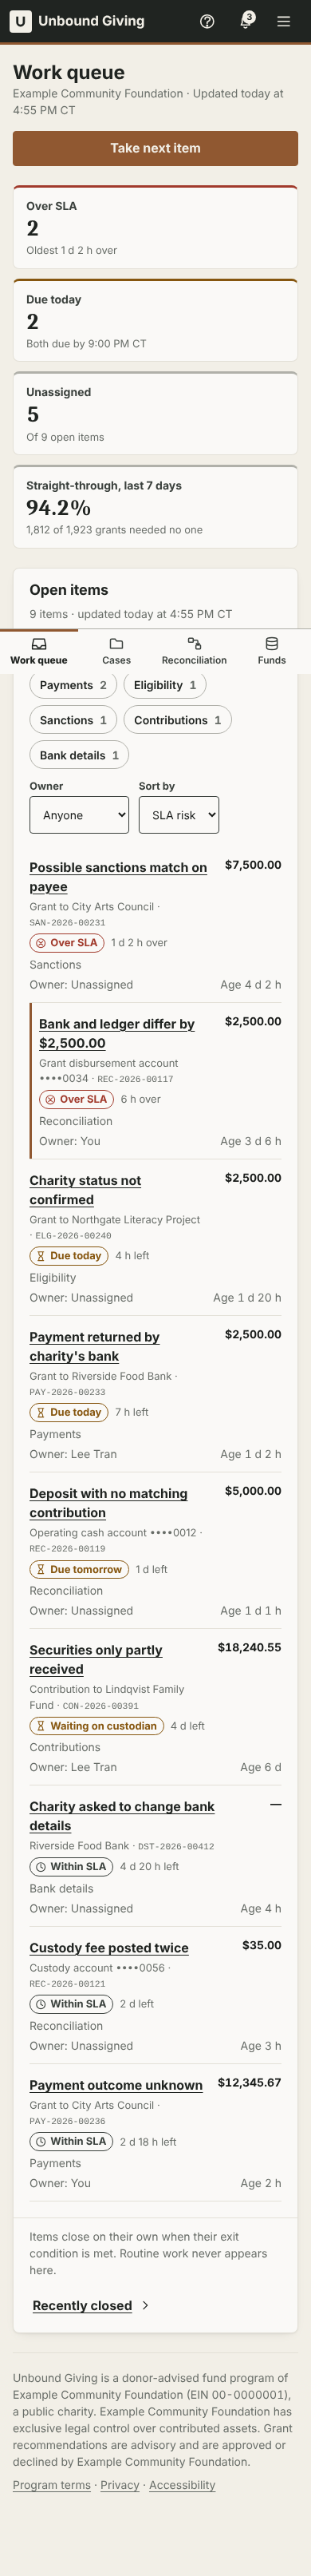 U Unbound Giving 3
Work queue
Example Community Foundation · Updated today at
4:55 PM CT
Take next item
Over SLA
2
Oldest 1 d 2 h over
Due today
2
Both due by 9:00 PM CT
Unassigned
5
Of 9 open items
Straight-through, last 7 days
94.2%
1,812 of 1,923 grants needed no one
Open items
9 items · updated today at 4:55 PM CT
Work queue Cases Reconciliation Funds
Payments 2 Eligibility 1
Sanctions 1 Contributions 1
Bank details 1
Owner Sort by
Anyone SLA risk
Possible sanctions match on $7,500.00
payee
Grant to City Arts Council ·
SAN-2026-00231
Over SLA 1 d 2 h over
Sanctions
Owner: Unassigned Age 4 d 2 h
Bank and ledger differ by $2,500.00
$2,500.00
Grant disbursement account
••••0034 · REC-2026-00117
Over SLA 6 h over
Reconciliation
Owner: You Age 3 d 6 h
Charity status not $2,500.00
confirmed
Grant to Northgate Literacy Project
· ELG-2026-00240
Due today 4 h left
Eligibility
Owner: Unassigned Age 1 d 20 h
Payment returned by $2,500.00
charity's bank
Grant to Riverside Food Bank ·
PAY-2026-00233
Due today 7 h left
Payments
Owner: Lee Tran Age 1 d 2 h
Deposit with no matching $5,000.00
contribution
Operating cash account ••••0012 ·
REC-2026-00119
Due tomorrow 1 d left
Reconciliation
Owner: Unassigned Age 1 d 1 h
Securities only partly $18,240.55
received
Contribution to Lindqvist Family
Fund · CON-2026-00391
Waiting on custodian 4 d left
Contributions
Owner: Lee Tran Age 6 d
Charity asked to change bank —
details
Riverside Food Bank · DST-2026-00412
Within SLA 4 d 20 h left
Bank details
Owner: Unassigned Age 4 h
Custody fee posted twice $35.00
Custody account ••••0056 ·
REC-2026-00121
Within SLA 2 d left
Reconciliation
Owner: Unassigned Age 3 h
Payment outcome unknown $12,345.67
Grant to City Arts Council ·
PAY-2026-00236
Within SLA 2 d 18 h left
Payments
Owner: You Age 2 h
Items close on their own when their exit
condition is met. Routine work never appears
here.
Recently closed
Unbound Giving is a donor-advised fund program of
Example Community Foundation (EIN 00-0000001),
a public charity. Example Community Foundation has
exclusive legal control over contributed assets. Grant
recommendations are advisory and are approved or
declined by Example Community Foundation.
Program terms · Privacy · Accessibility